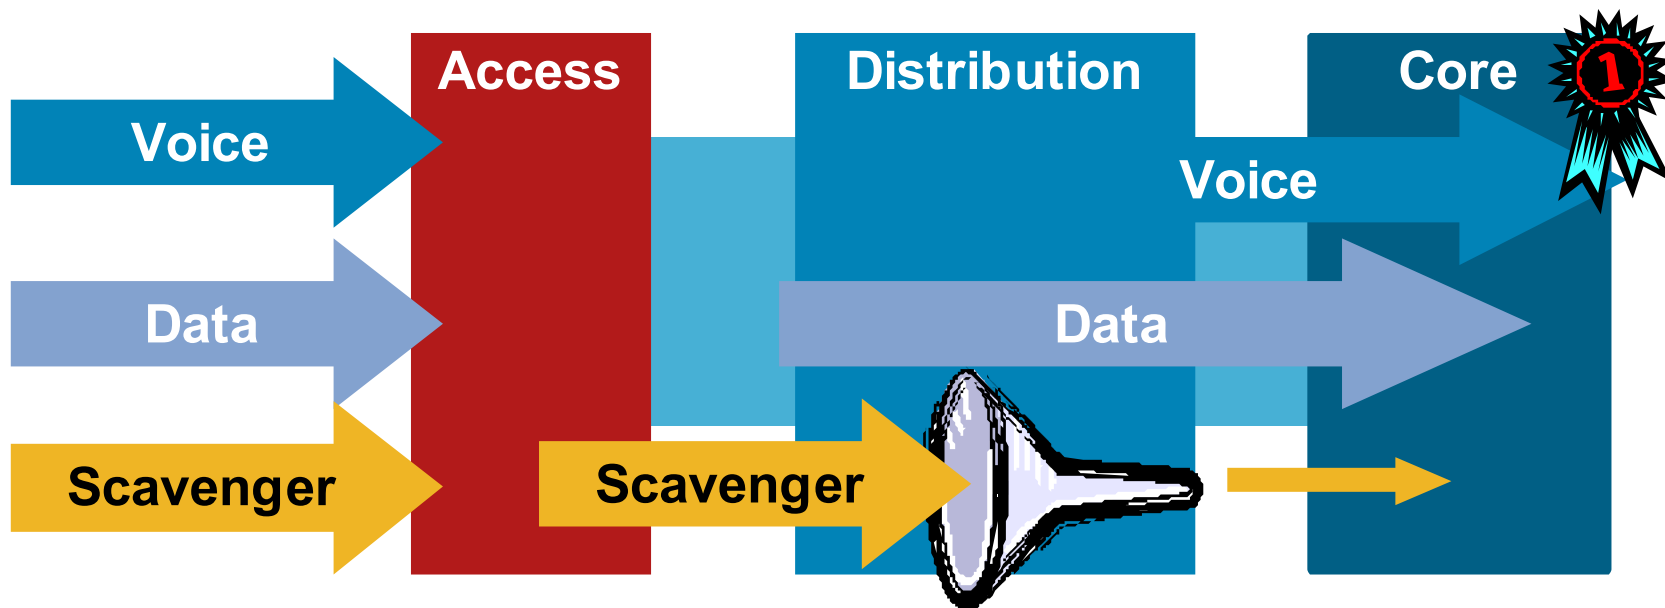 Access
Distribution
Core
1
Voice
Voice
Data
Data
Scavenger
Scavenger